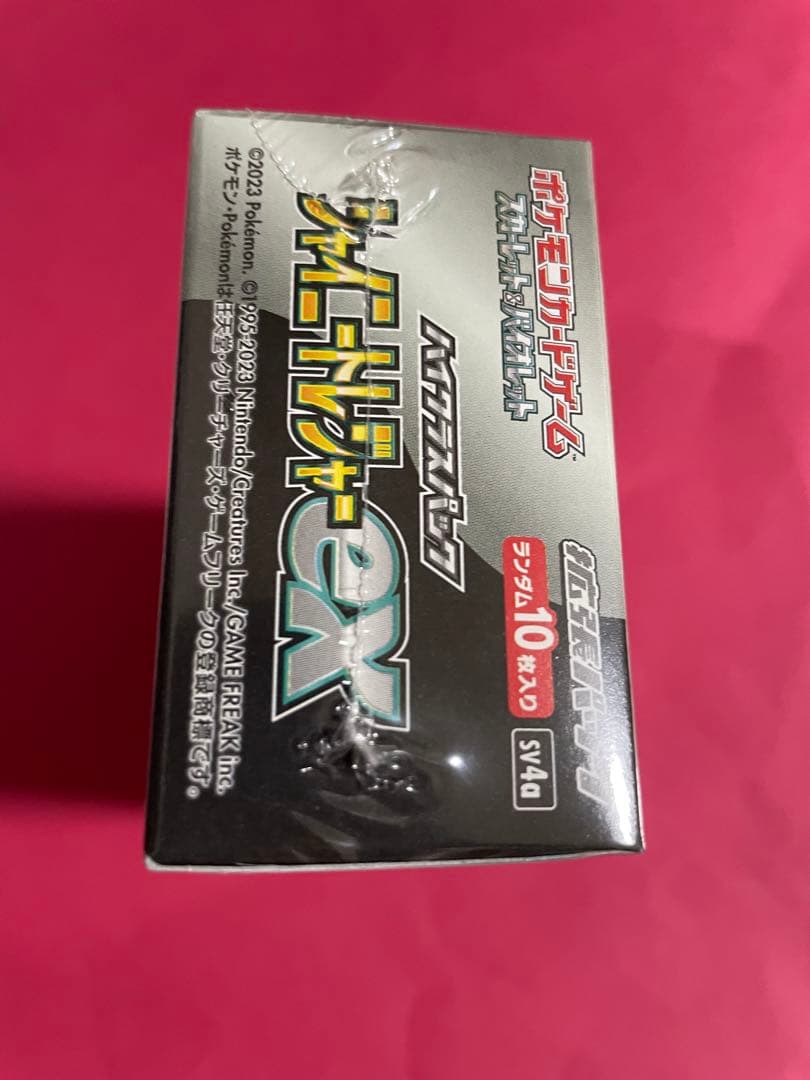 ポケモンカードゲーム™
スカーレット&バイオレット
拡張パック
ハイクラスパック
ランダム10枚入り
SV4a
シャイニートレジャーex
©2023 Pokémon. ©1995-2023 Nintendo/Creatures Inc./GAME FREAK inc.
ポケモン・Pokémonは任天堂・クリーチャーズ・ゲームフリークの登録商標です。